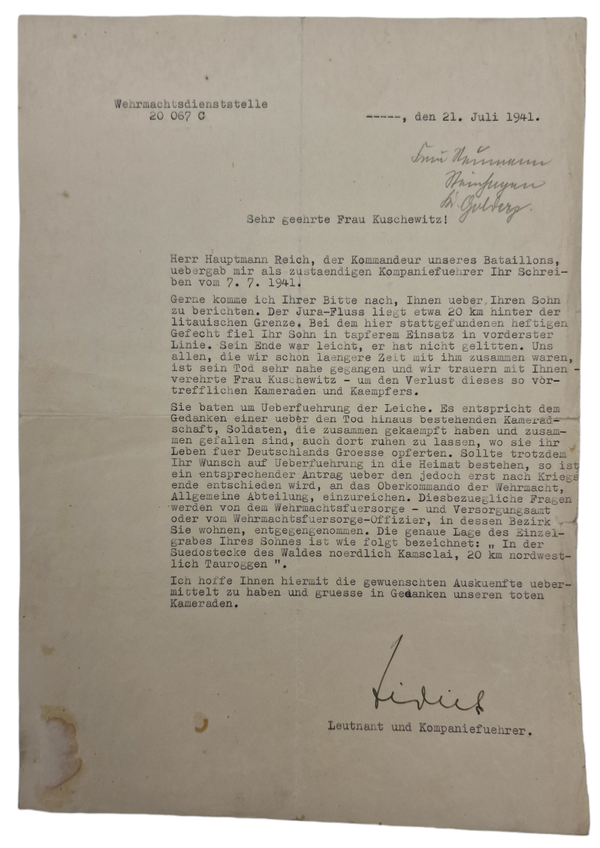 Wehrmachtsdienststelle
20 067 C
-----, den 21. Juli 1941.
Frau Neumann
Sehr geehrte Frau Kuschewitz!
Herr Hauptmann Reich, der Kommandeur unseres Bataillons,
uebergab mir als zustaendigen Kompaniefuehrer Ihr Schrei-
ben vom 7. 7. 1941.
Gerne komme ich Ihrer Bitte nach, Ihnen ueber Ihren Sohn
zu berichten. Der Jura-Fluss liegt etwa 20 km hinter der
litauischen Grenze. Bei dem hier stattgefundenen heftigen
Gefecht fiel Ihr Sohn in tapferem Einsatz in vorderster
Linie. Sein Ende war leicht, er hat nicht gelitten. Uns
allen, die wir schon laengere Zeit mit ihm zusammen waren,
ist sein Tod sehr nahe gegangen und wir trauern mit Ihnen -
verehrte Frau Kuschewitz - um den Verlust dieses so vor-
trefflichen Kameraden und Kaempfers.
Sie baten um Ueberfuehrung der Leiche. Es entspricht dem
Gedanken einer ueber den Tod hinaus bestehenden Kamerad-
schaft, Soldaten, die zusammen gekaempft haben und zusam-
men gefallen sind, auch dort ruhen zu lassen, wo sie ihr
Leben fuer Deutschlands Groesse opferten. Sollte trotzdem
Ihr Wunsch auf Ueberfuehrung in die Heimat bestehen, so ist
ein entsprechender Antrag ueber den jedoch erst nach Kriegs
ende entschieden wird, an das Oberkommando der Wehrmacht,
Allgemeine Abteilung, einzureichen. Diesbezuegliche Fragen
werden von dem Wehrmachtsfuersorge - und Versorgungsamt
oder vom Wehrmachtsfuersorge-Offizier, in dessen Bezirk
Sie wohnen, entgegengenommen. Die genaue Lage des Einzel-
grabes Ihres Sohnes ist wie folgt bezeichnet: „ In der
Suedostecke des Waldes noerdlich Kamsclai, 20 km nordwest-
lich Tauroggen ".
Ich hoffe Ihnen hiermit die gewuenschten Auskuenfte ueber-
mittelt zu haben und gruesse in Gedanken unseren toten
Kameraden.
Leutnant und Kompaniefuehrer.